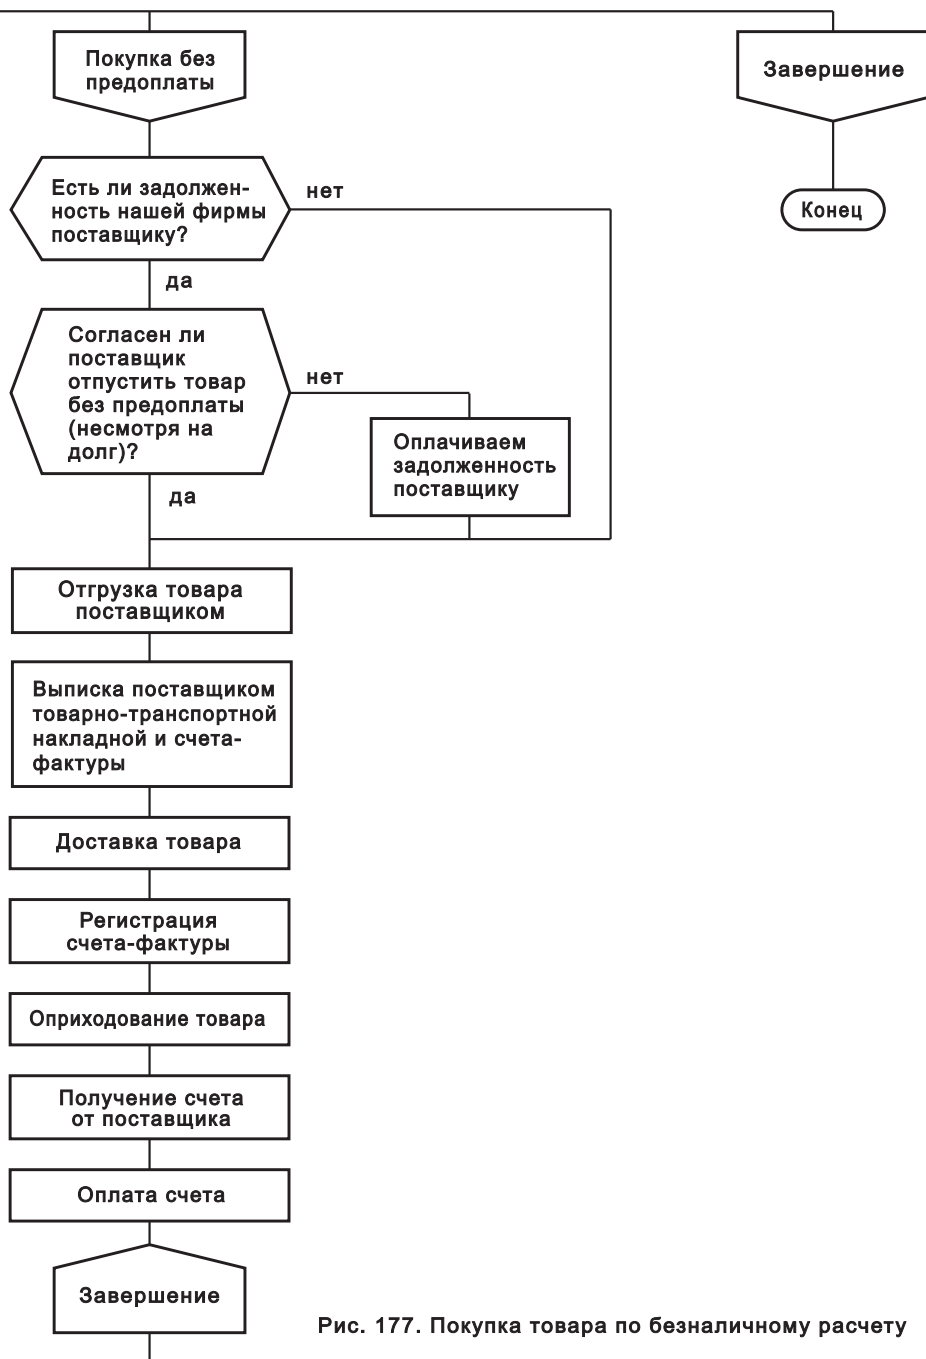 Покупка без
предоплаты
Завершение
Есть ли задолжен-
ность нашей фирмы
поставщику?
нет
Конец
да
Согласен ли
поставщик
отпустить товар
без предоплаты
(несмотря на
долг)?
нет
Оплачиваем
задолженность
поставщику
да
Отгрузка товара
поставщиком
Выписка поставщиком
товарно-транспортной
накладной и счета-
фактуры
Доставка товара
Регистрация
счета-фактуры
Оприходование товара
Получение счета
от поставщика
Оплата счета
Завершение
Рис. 177. Покупка товара по безналичному расчету